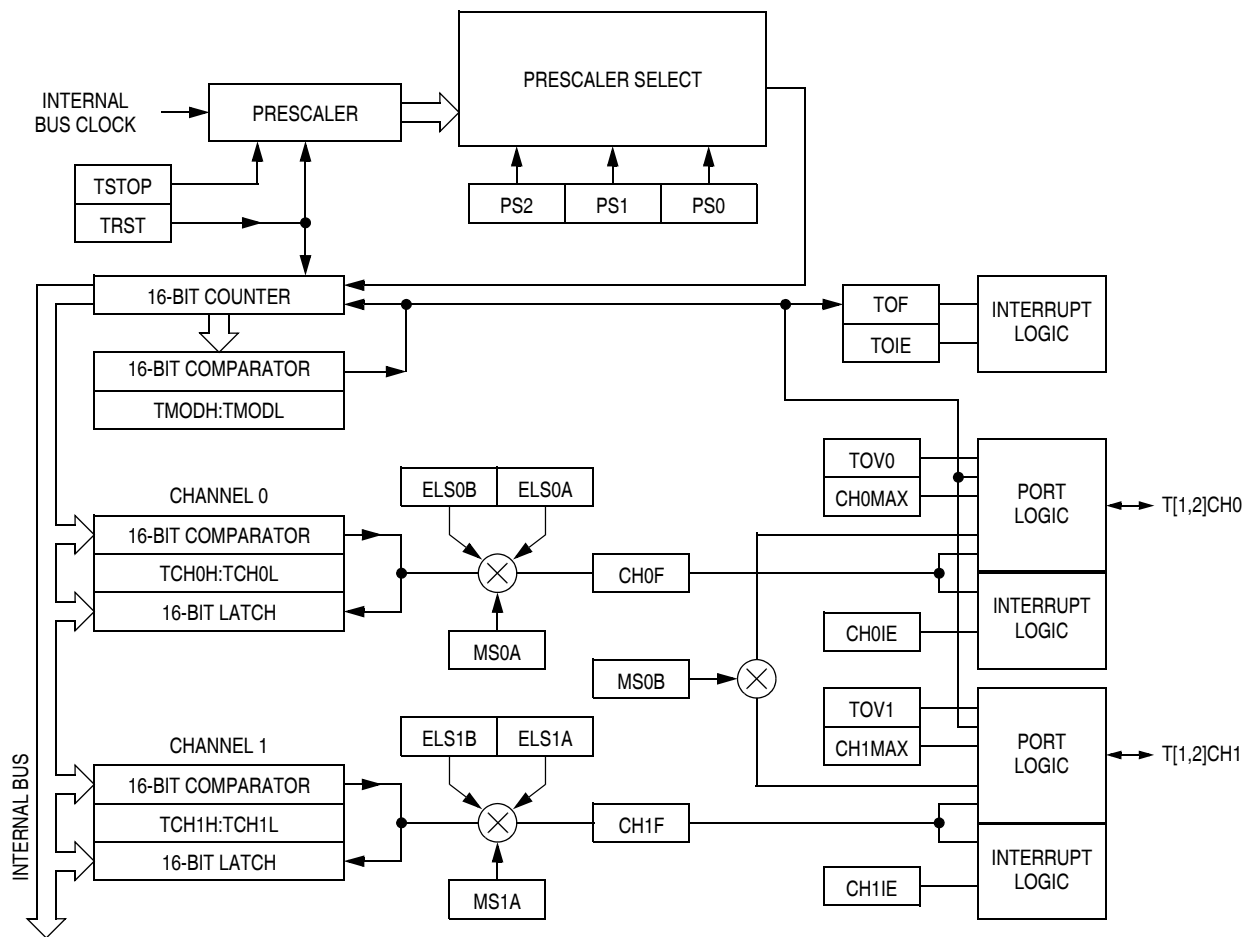 PRESCALER SELECT
INTERNAL
BUS CLOCK
PRESCALER
TSTOP
TRST
PS2
PS1
PS0
16-BIT COUNTER
TOF
TOIE
INTERRUPT
LOGIC
16-BIT COMPARATOR
TMODH:TMODL
CHANNEL 0
ELS0B
ELS0A
TOV0
CH0MAX
PORT
LOGIC
T[1,2]CH0
16-BIT COMPARATOR
TCH0H:TCH0L
16-BIT LATCH
CH0F
MS0A
CH0IE
INTERRUPT
LOGIC
MS0B
CHANNEL 1
ELS1B
ELS1A
TOV1
CH1MAX
PORT
LOGIC
T[1,2]CH1
16-BIT COMPARATOR
TCH1H:TCH1L
16-BIT LATCH
CH1F
MS1A
CH1IE
INTERRUPT
LOGIC
INTERNAL BUS